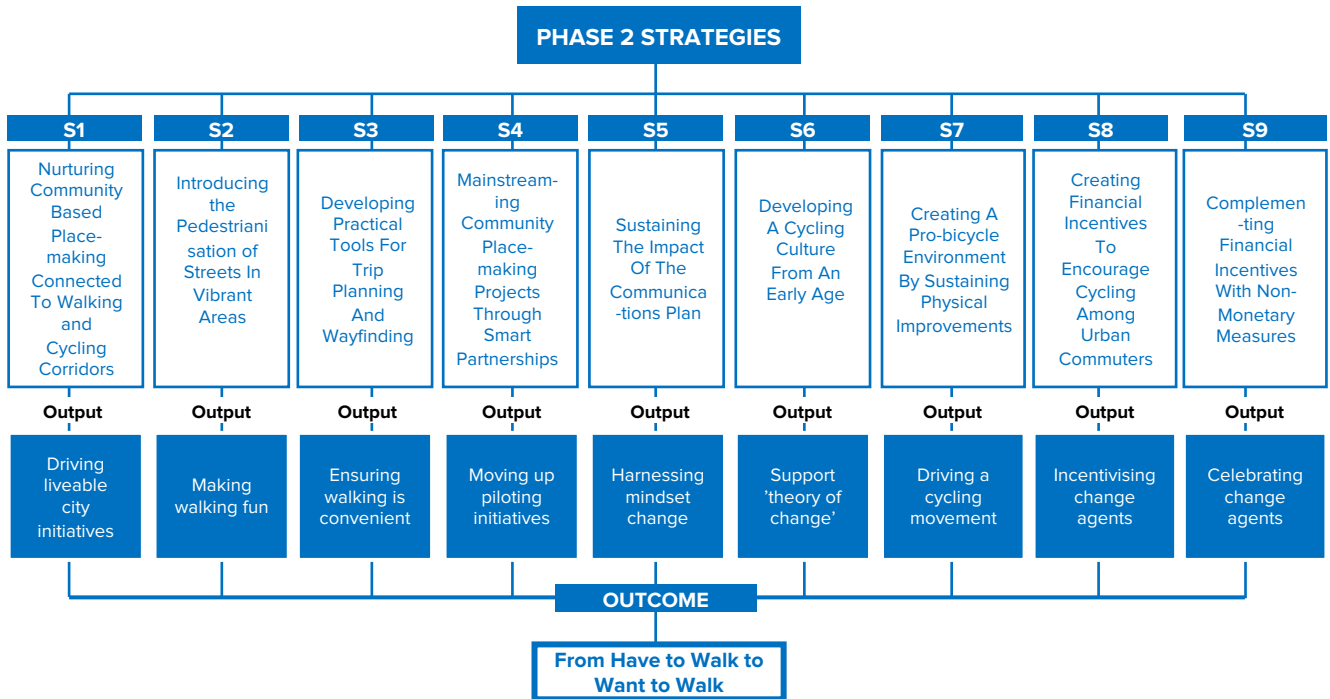 PHASE 2 STRATEGIES
S1
Nurturing
Community
Based
Place-
making
Connected
To Walking
and
Cycling
Corridors
Output
Driving
liveable
city
initiatives
S2
Introducing
the
Pedestriani
sation of
Streets In
Vibrant
Areas
Output
Making
walking fun
S3
Developing
Practical
Tools For
Trip
Planning
And
Wayfinding
Output
Ensuring
walking is
convenient
S4
Mainstream-
ing
Community
Place-
making
Projects
Through
Smart
Partnerships
Output
Moving up
piloting
initiatives
S5
Sustaining
The Impact
Of The
Communica
-tions Plan
Output
Harnessing
mindset
change
S6
Developing
A Cycling
Culture
From An
Early Age
Output
Support
'theory of
change’
S7
Creating A
Pro-bicycle
Environment
By Sustaining
Physical
Improvements
Output
Driving a
cycling
movement
S8
Creating
Financial
Incentives
To
Encourage
Cycling
Among
Urban
Commuters
Output
Incentivising
change
agents
S9
Complemen
-ting
Financial
Incentives
With Non-
Monetary
Measures
Output
Celebrating
change
agents
OUTCOME
From Have to Walk to
Want to Walk